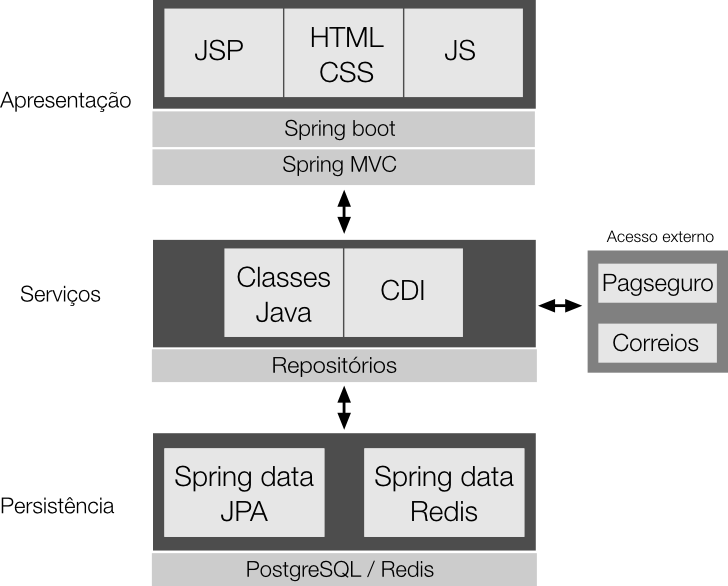 JSP
HTML
CSS
JS
Apresentação
Spring boot
Spring MVC
Acesso externo
Serviços
Classes
Java
CDI
Pagseguro
Correios
Repositórios
Persistência
Spring data
JPA
Spring data
Redis
PostgreSQL / Redis